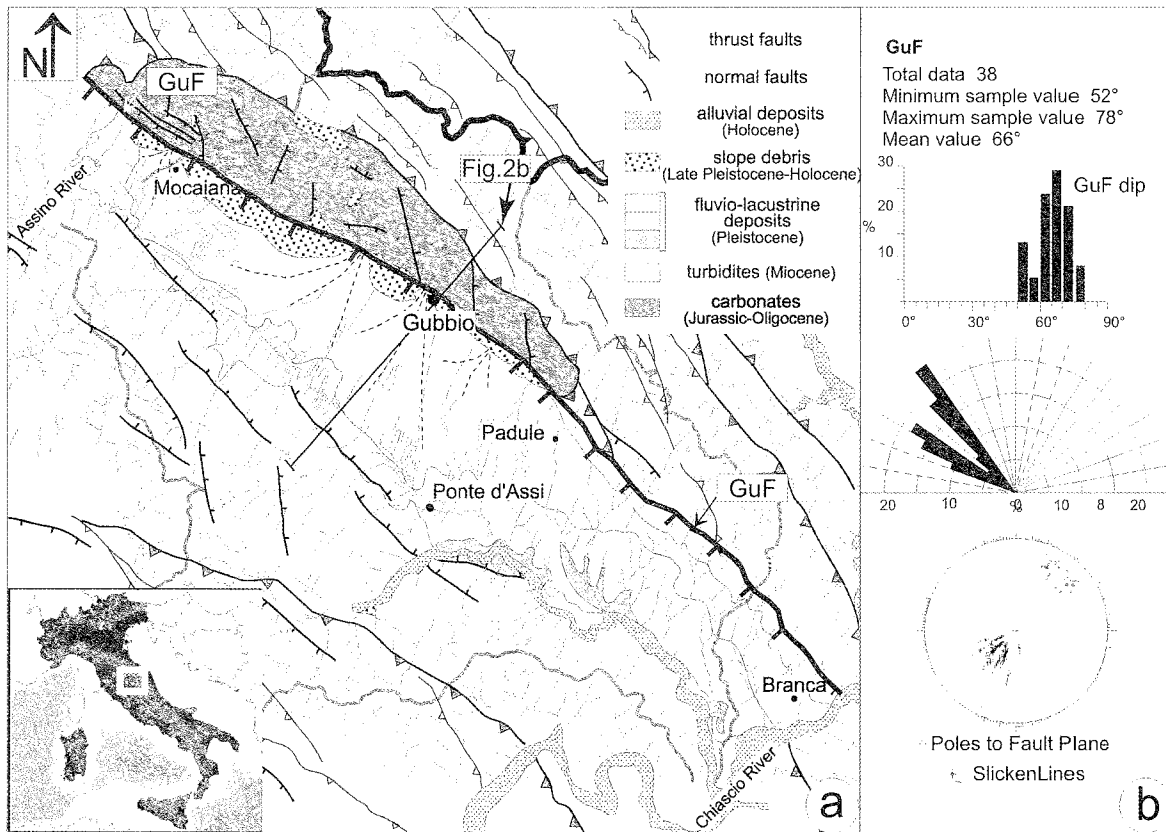 N
GuF
Mocaiana
Assino River
Fig.2b
Gubbio
Padule
Ponte d'Assi
GuF
Branca
Chiascio River
a
thrust faults
normal faults
alluvial deposits
(Holocene)
slope debris
(Late Pleistocene-Holocene)
fluvio-lacustrine
deposits
(Pleistocene)
turbidites (Miocene)
carbonates
(Jurassic-Oligocene)
GuF
Total data 38
Minimum sample value 52°
Maximum sample value 78°
Mean value 66°
30
20
%
10
GuF dip
0° 30° 60° 90°
20 10 10 8 20
%
Poles to Fault Plane
SlickenLines
b